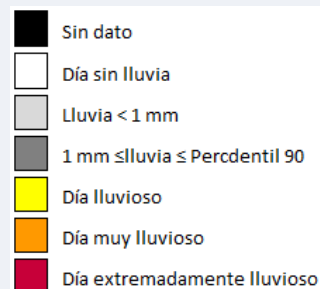 Sin dato
Día sin lluvia
Lluvia < 1 mm
1 mm ≤lluvia ≤ Percdentil 90
Día lluvioso
Día muy lluvioso
Día extremadamente lluvioso